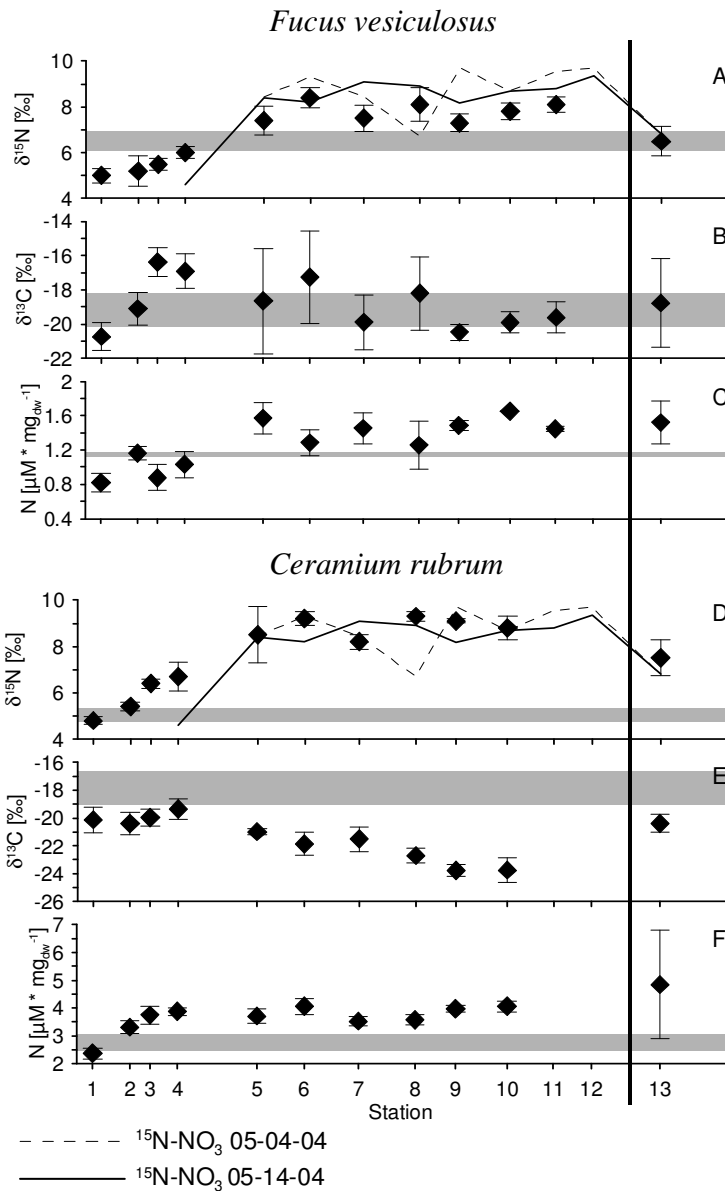 Fucus vesiculosus
A
δ¹⁵N [‰]
10
8
6
4
B
δ¹³C [‰]
-14
-16
-18
-20
-22
C
N [µM * mg_dw⁻¹]
2
1.6
1.2
0.8
0.4
Ceramium rubrum
D
δ¹⁵N [‰]
10
8
6
4
E
δ¹³C [‰]
-16
-18
-20
-22
-24
-26
F
N [µM * mg_dw⁻¹]
7
6
5
4
3
2
1 2 3 4 5 6 7 8 9 10 11 12 13
Station
¹⁵N-NO₃ 05-04-04
¹⁵N-NO₃ 05-14-04